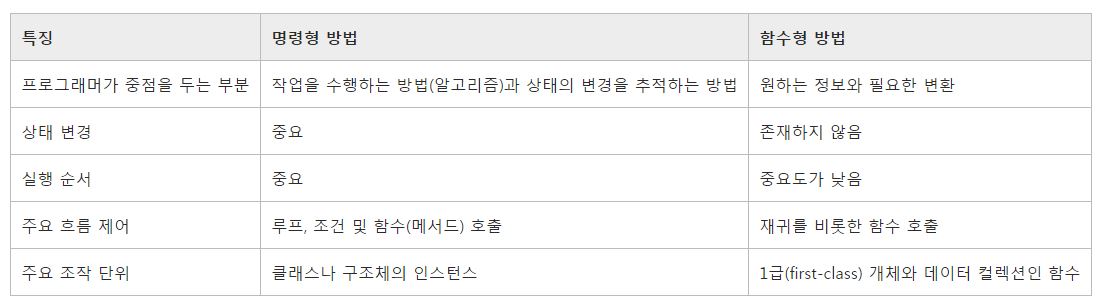 특징 명령형 방법 함수형 방법
프로그래머가 중점을 두는 부분 작업을 수행하는 방법(알고리즘)과 상태의 변경을 추적하는 방법 원하는 정보와 필요한 변환
상태 변경 중요 존재하지 않음
실행 순서 중요 중요도가 낮음
주요 흐름 제어 루프, 조건 및 함수(메서드) 호출 재귀를 비롯한 함수 호출
주요 조작 단위 클래스나 구조체의 인스턴스 1급(first-class) 개체와 데이터 컬렉션인 함수